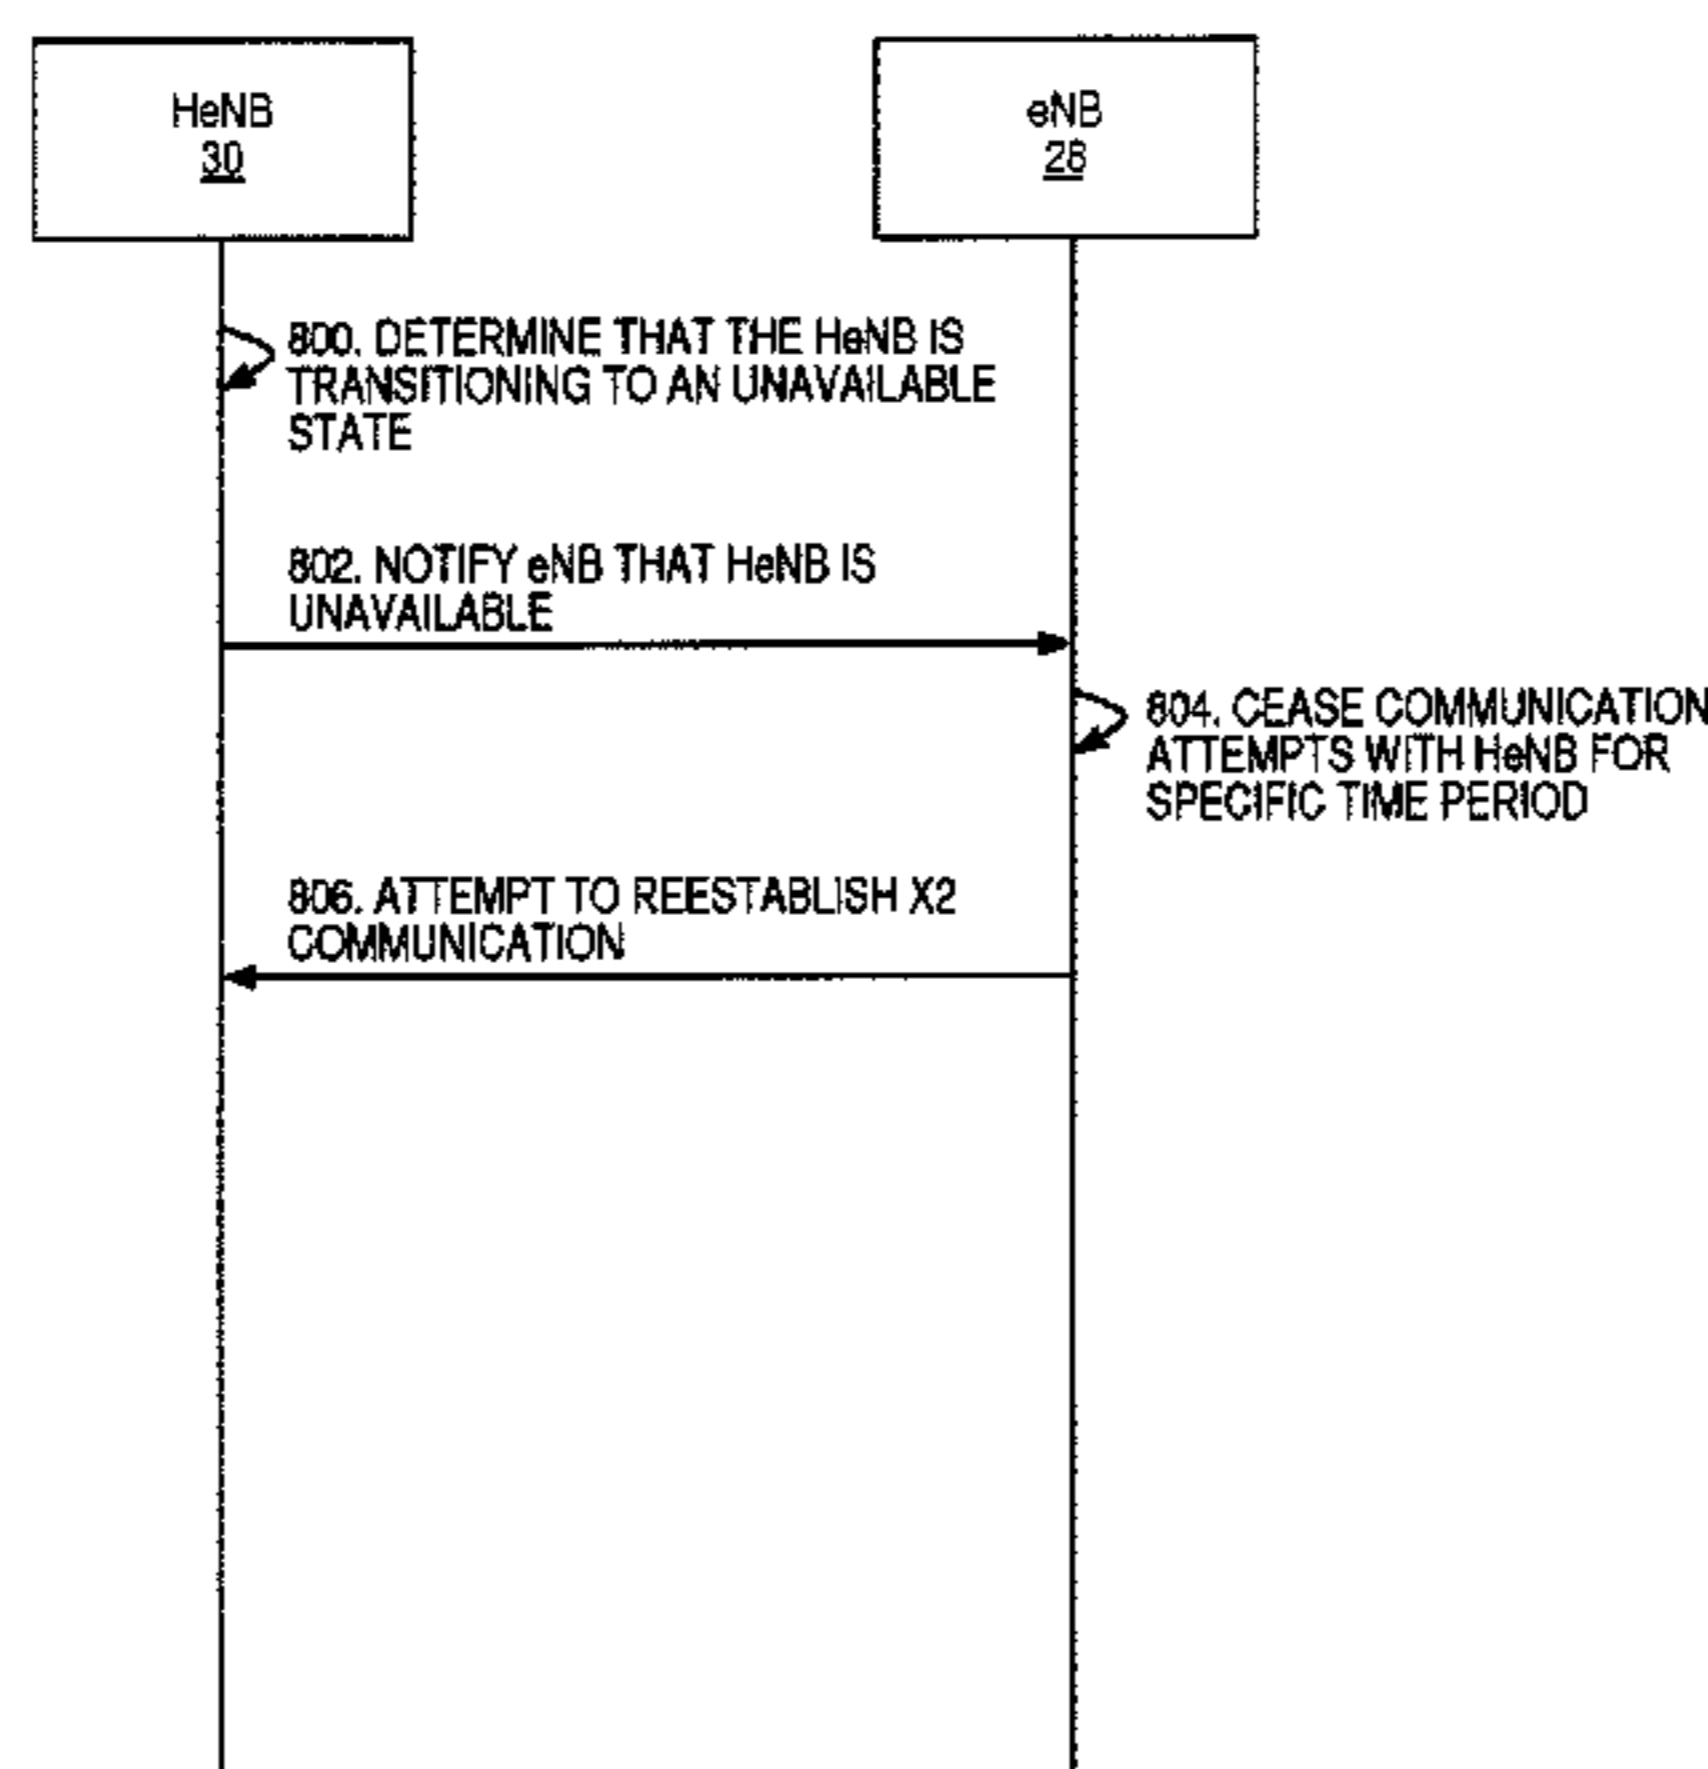 HeNB
30
eNB
28
800. DETERMINE THAT THE HeNB IS
TRANSITIONING TO AN UNAVAILABLE
STATE
802. NOTIFY eNB THAT HeNB IS
UNAVAILABLE
804. CEASE COMMUNICATION
ATTEMPTS WITH HeNB FOR
SPECIFIC TIME PERIOD
806. ATTEMPT TO REESTABLISH X2
COMMUNICATION